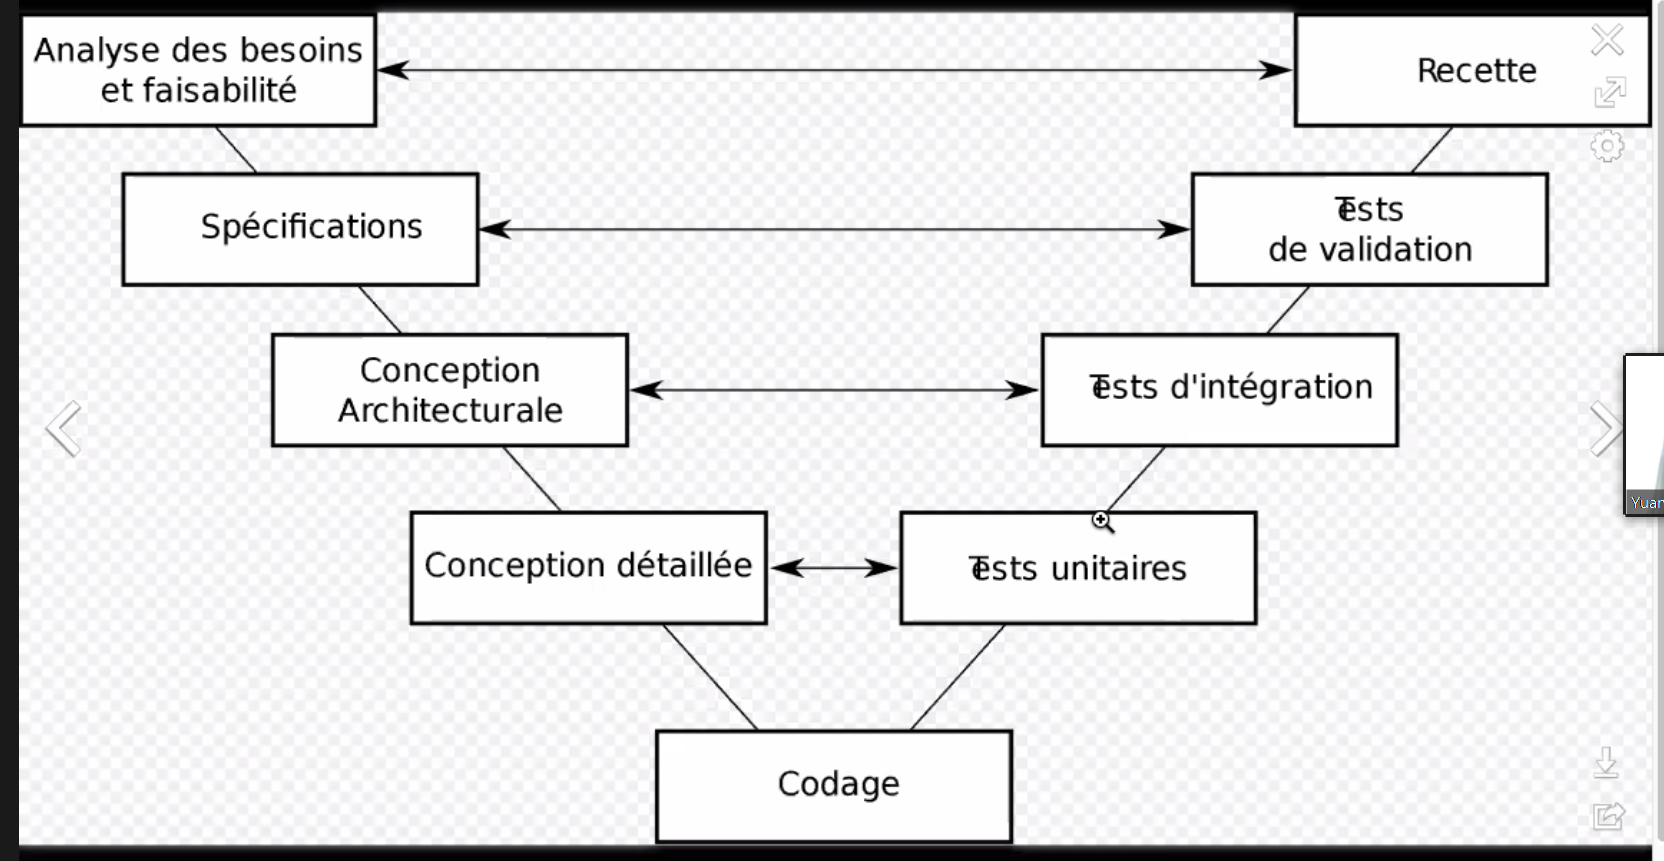 Analyse des besoins
et faisabilité
Recette
Spécifications
Tests
de validation
Conception
Architecturale
Tests d'intégration
Conception détaillée
Tests unitaires
Codage
Yuan